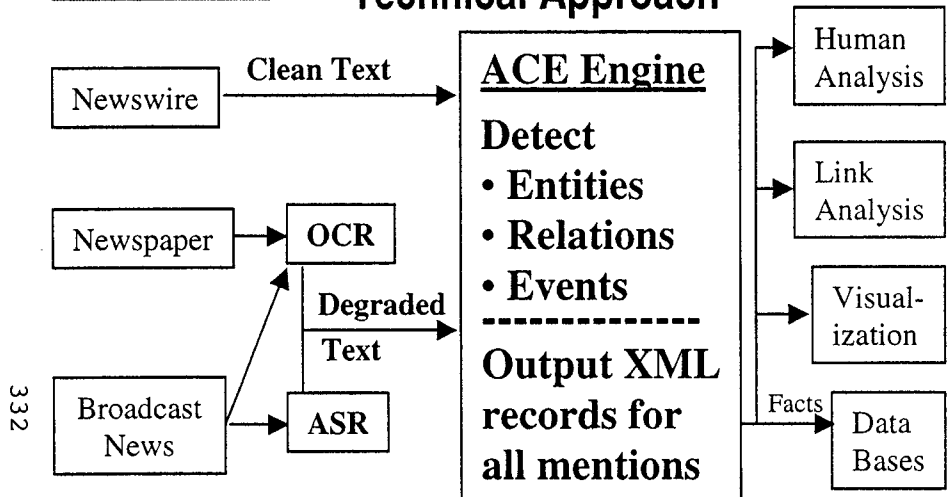 Technical Approach
Newswire
Clean Text
Newspaper
OCR
Degraded
Text
Broadcast
News
ASR
ACE Engine
Detect
• Entities
• Relations
• Events
Output XML
records for
all mentions
Human
Analysis
Link
Analysis
Visual-
ization
Facts
Data
Bases
332